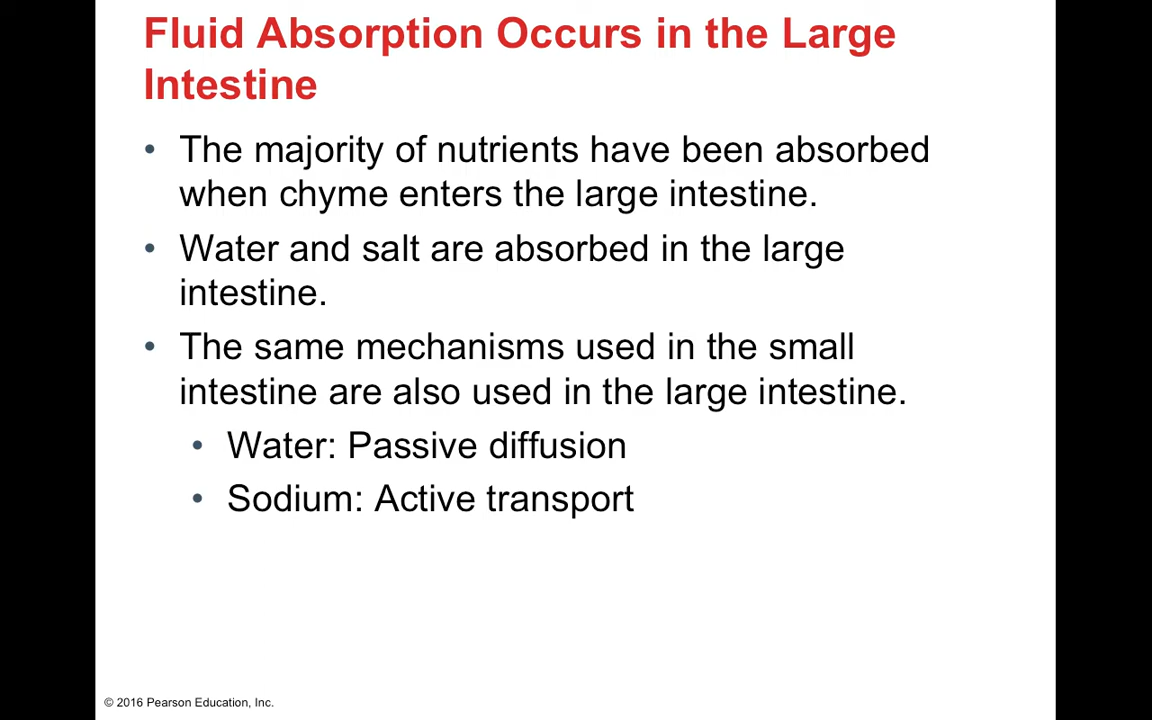 Fluid Absorption Occurs in the Large
Intestine
• The majority of nutrients have been absorbed
when chyme enters the large intestine.
• Water and salt are absorbed in the large
intestine.
• The same mechanisms used in the small
intestine are also used in the large intestine.
• Water: Passive diffusion
• Sodium: Active transport
© 2016 Pearson Education, Inc.